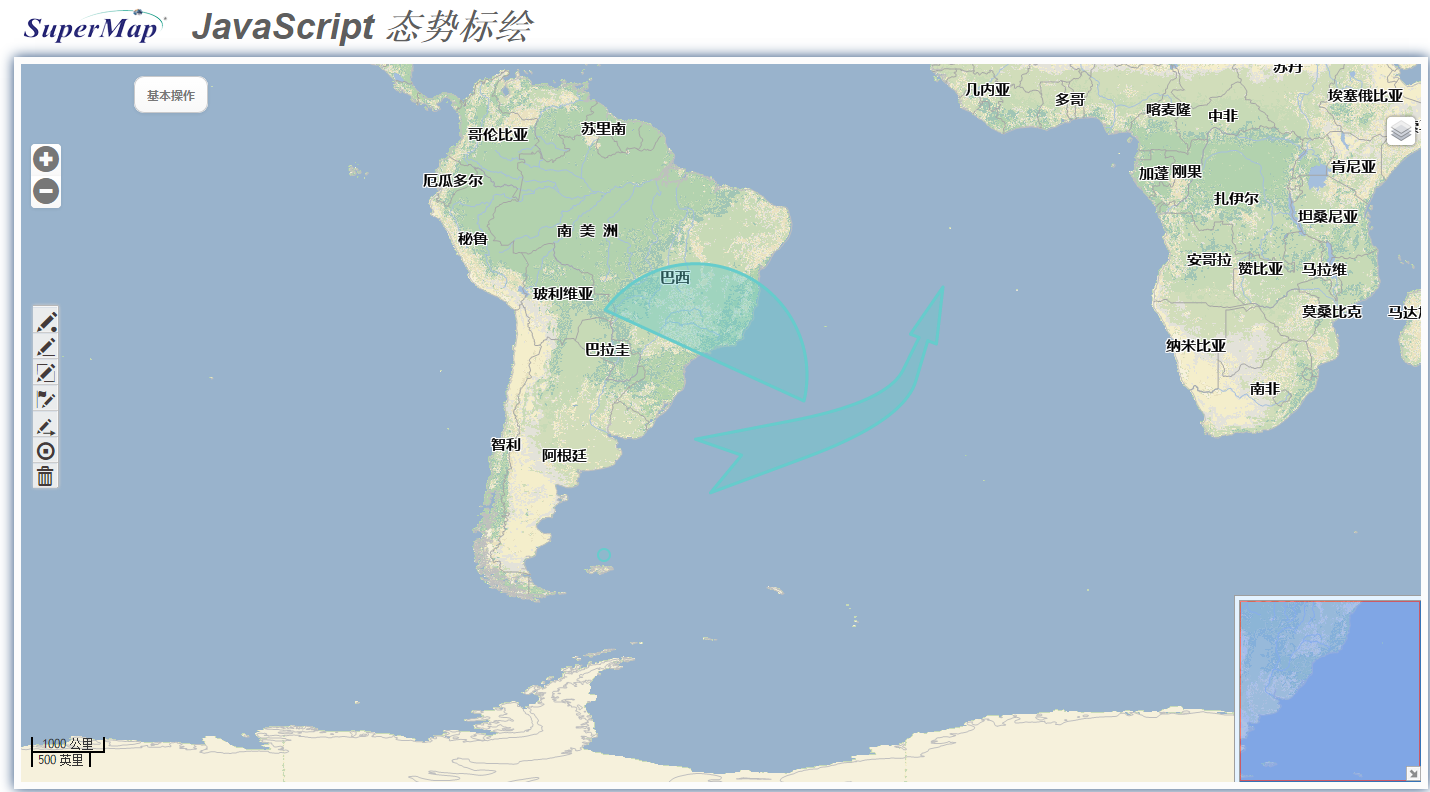 SuperMap JavaScript 态势标绘
基本操作
苏丹
几内亚
多哥
喀麦隆
中非
埃塞俄比亚
哥伦比亚
苏里南
厄瓜多尔
加蓬
刚果
肯尼亚
扎伊尔
坦桑尼亚
秘鲁
南 美 洲
安哥拉
赞比亚
马拉维
巴西
玻利维亚
莫桑比克
马达
巴拉圭
纳米比亚
南非
智利
阿根廷
1000 公里
500 英里